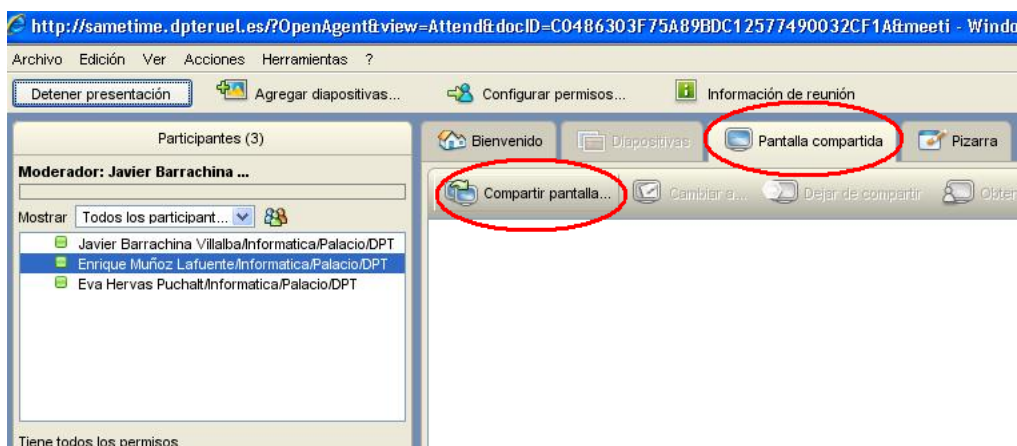 http://sametime.dpteruel.es/?OpenAgent&view=Attend&docID=C0486303F75A89BDC12577490032CF1A&meeti - Windo
Archivo Edición Ver Acciones Herramientas ?
Detener presentación Agregar diapositivas... Configurar permisos... Información de reunión
Participantes (3) Bienvenido Diapositivas Pantalla compartida Pizarra
Moderador: Javier Barrachina ...
Compartir pantalla... Cambiar a... Dejar de compartir Obten
Mostrar Todos los participant...
Javier Barrachina Villalba/Informatica/Palacio/DPT
Enrique Muñoz Lafuente/Informatica/Palacio/DPT
Eva Hervas Puchalt/Informatica/Palacio/DPT
Tiene todos los permisos